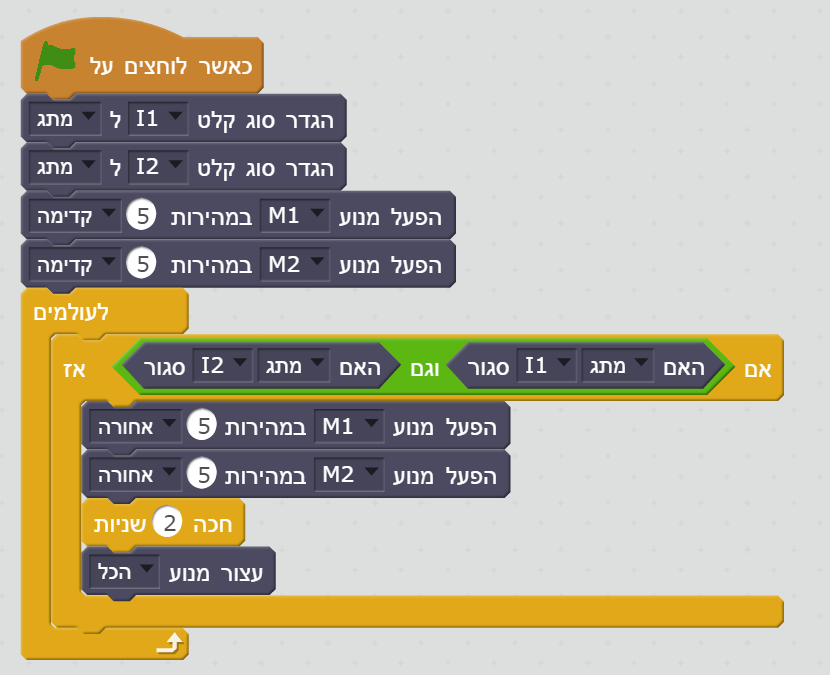 כאשר לוחצים על
הגדר סוג קלט I1 ל מתג
הגדר סוג קלט I2 ל מתג
הפעל מנוע M1 במהירות 5 קדימה
הפעל מנוע M2 במהירות 5 קדימה
לעולמים
אם האם מתג I1 סגור וגם האם מתג I2 סגור אז
הפעל מנוע M1 במהירות 5 אחורה
הפעל מנוע M2 במהירות 5 אחורה
חכה 2 שניות
עצור מנוע הכל